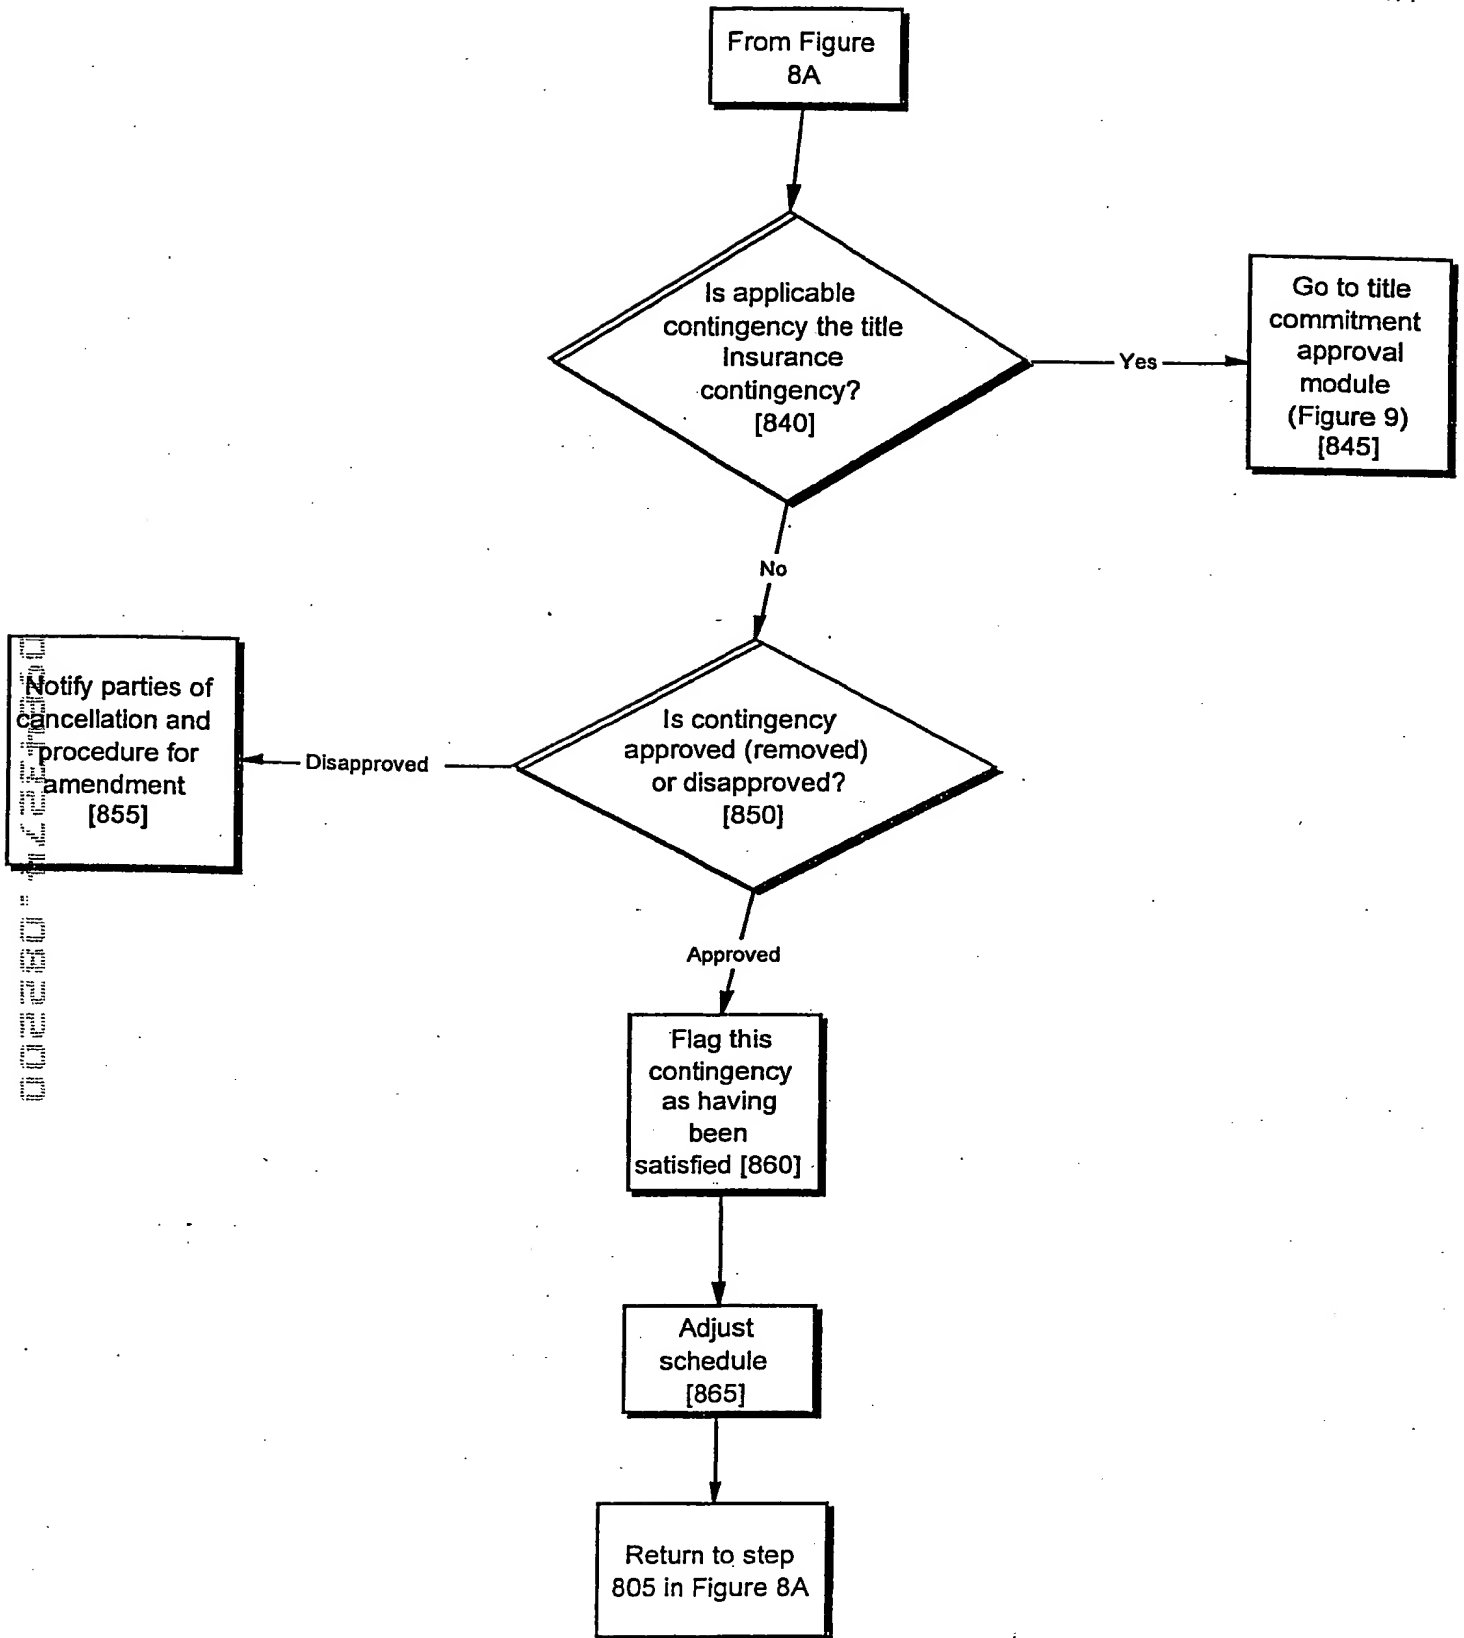 From Figure
8A
Is applicable
contingency the title
insurance
contingency?
[840]
Yes
Go to title
commitment
approval
module
(Figure 9)
[845]
No
Notify parties of
cancellation and
procedure for
amendment
[855]
Disapproved
Is contingency
approved (removed)
or disapproved?
[850]
Approved
Flag this
contingency
as having
been
satisfied [860]
Adjust
schedule
[865]
Return to step
805 in Figure 8A